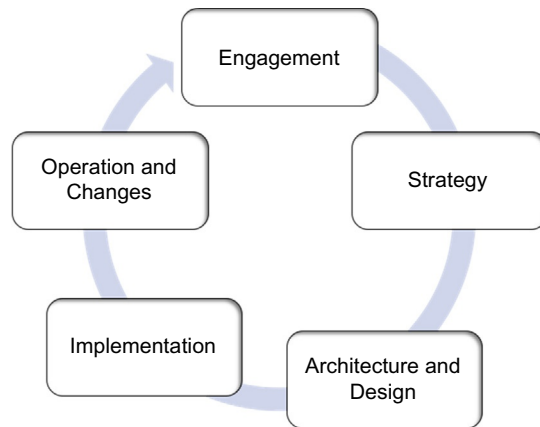 Engagement
Strategy
Architecture and
Design
Implementation
Operation and
Changes